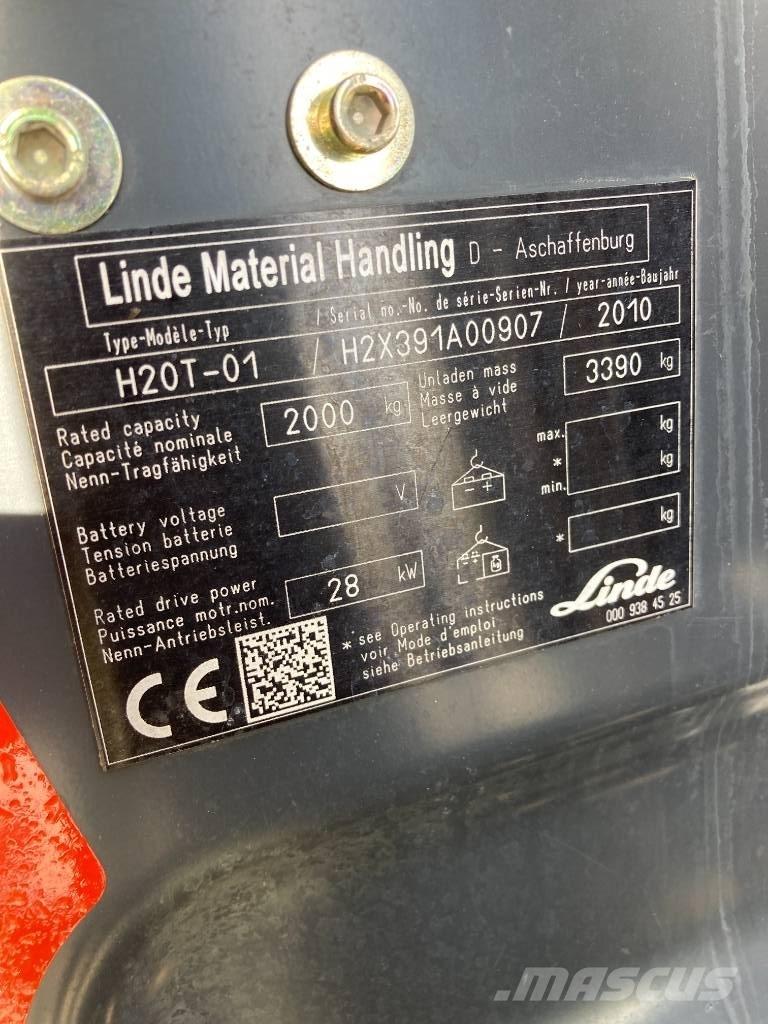 Linde Material Handling D - Aschaffenburg
Type-Modèle-Typ / Serial no.-No. de série-Serien-Nr. / year-année-Baujahr
H20T-01 / H2X391A00907 / 2010
Rated capacity
Capacité nominale
Nenn-Tragfähigkeit
2000 kg
Unladen mass
Masse à vide
Leergewicht
3390 kg
Battery voltage
Tension batterie
Batteriespannung
V
max. kg
* kg
min.
* kg
Rated drive power
Puissance motr.nom.
Nenn-Antriebsleist.
28 kW
* see Operating instructions
voir Mode d'emploi
siehe Betriebsanleitung
Linde
000 938 45 25
CE
MASCUS